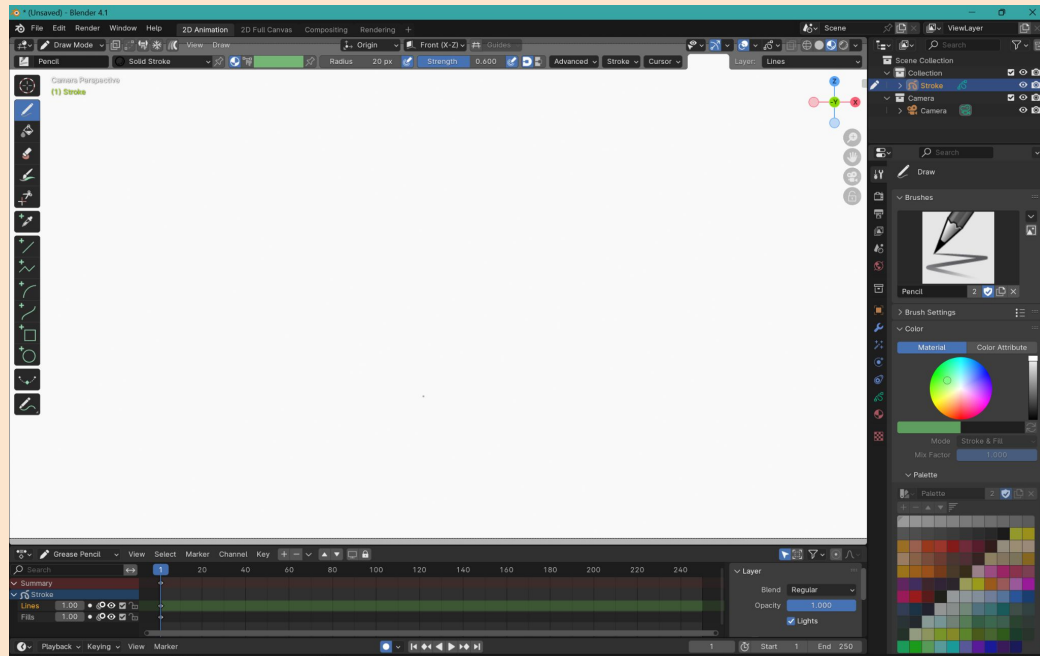 * (Unsaved) - Blender 4.1
File Edit Render Window Help 2D Animation 2D Full Canvas Compositing Rendering + Scene ViewLayer
Draw Mode View Draw Origin Front (X-Z) Guides
Pencil Solid Stroke Radius 20 px Strength 0.600 Advanced Stroke Cursor Layer: Lines
Camera Perspective
(1) Stroke
Z
-Y X
Search
Scene Collection
Collection
Stroke
Camera
Camera
Search
Draw
Brushes
Pencil 2
Brush Settings
Color
Material Color Attribute
Mode Stroke & Fill
Mix Factor 1.000
Palette
Palette 2
Grease Pencil View Select Marker Channel Key
Search 1 20 40 60 80 100 120 140 160 180 200 220 240
Summary
Stroke
Lines 1.00
Fills 1.00
Layer
Blend Regular
Opacity 1.000
Lights
Playback Keying View Marker 1 Start 1 End 250